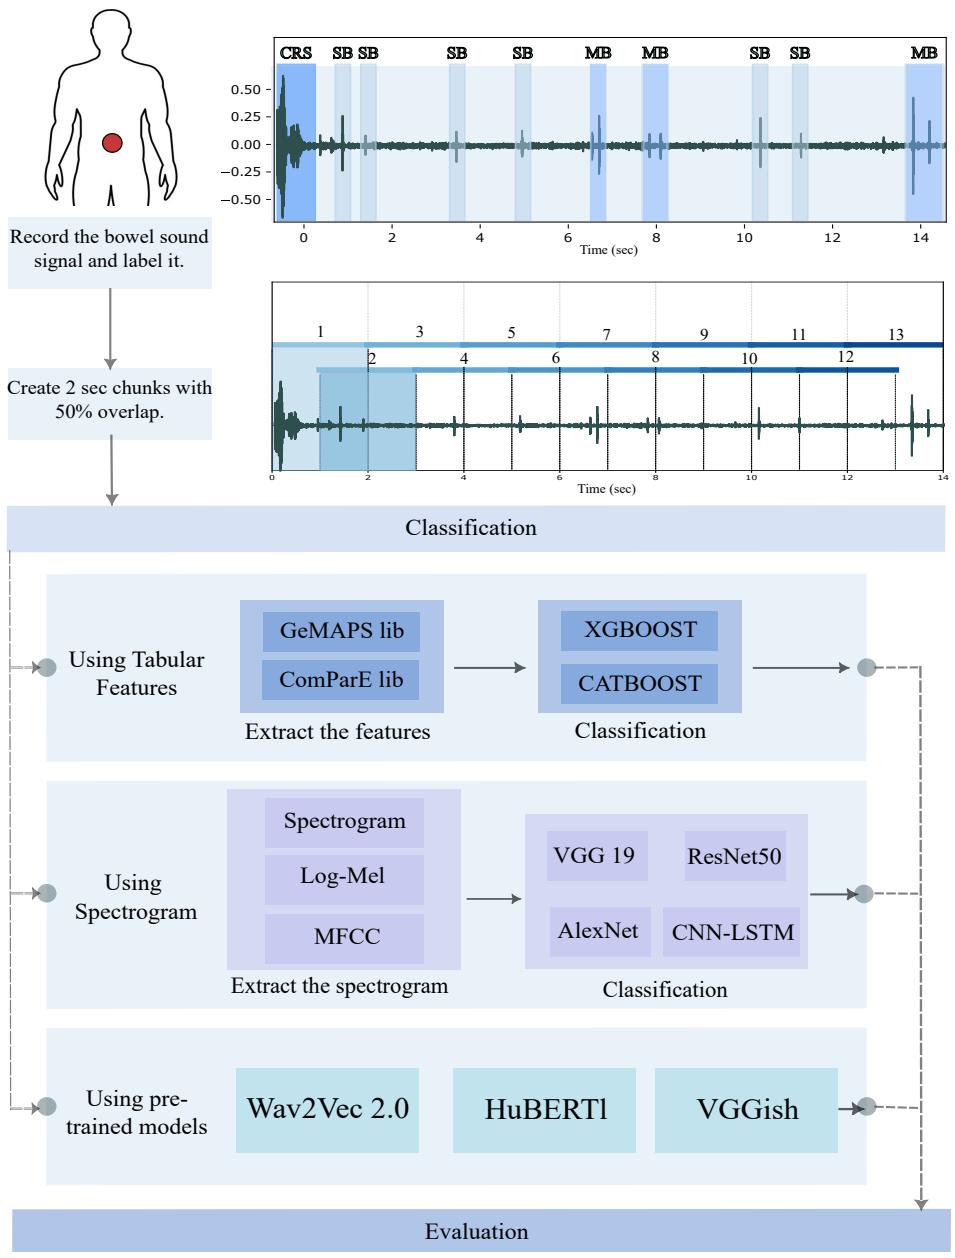 CRS SB SB SB SB MB MB SB SB MB
0.50
0.25
0.00
−0.25
−0.50
0 2 4 6 8 10 12 14
Time (sec)
Record the bowel sound
signal and label it.
1 3 5 7 9 11 13
2 4 6 8 10 12
0 2 4 6 8 10 12 14
Time (sec)
Create 2 sec chunks with
50% overlap.
Classification
Using Tabular
Features
GeMAPS lib
ComParE lib
Extract the features
XGBOOST
CATBOOST
Classification
Using
Spectrogram
Spectrogram
Log-Mel
MFCC
Extract the spectrogram
VGG 19 ResNet50
AlexNet CNN-LSTM
Classification
Using pre-
trained models
Wav2Vec 2.0 HuBERTl VGGish
Evaluation